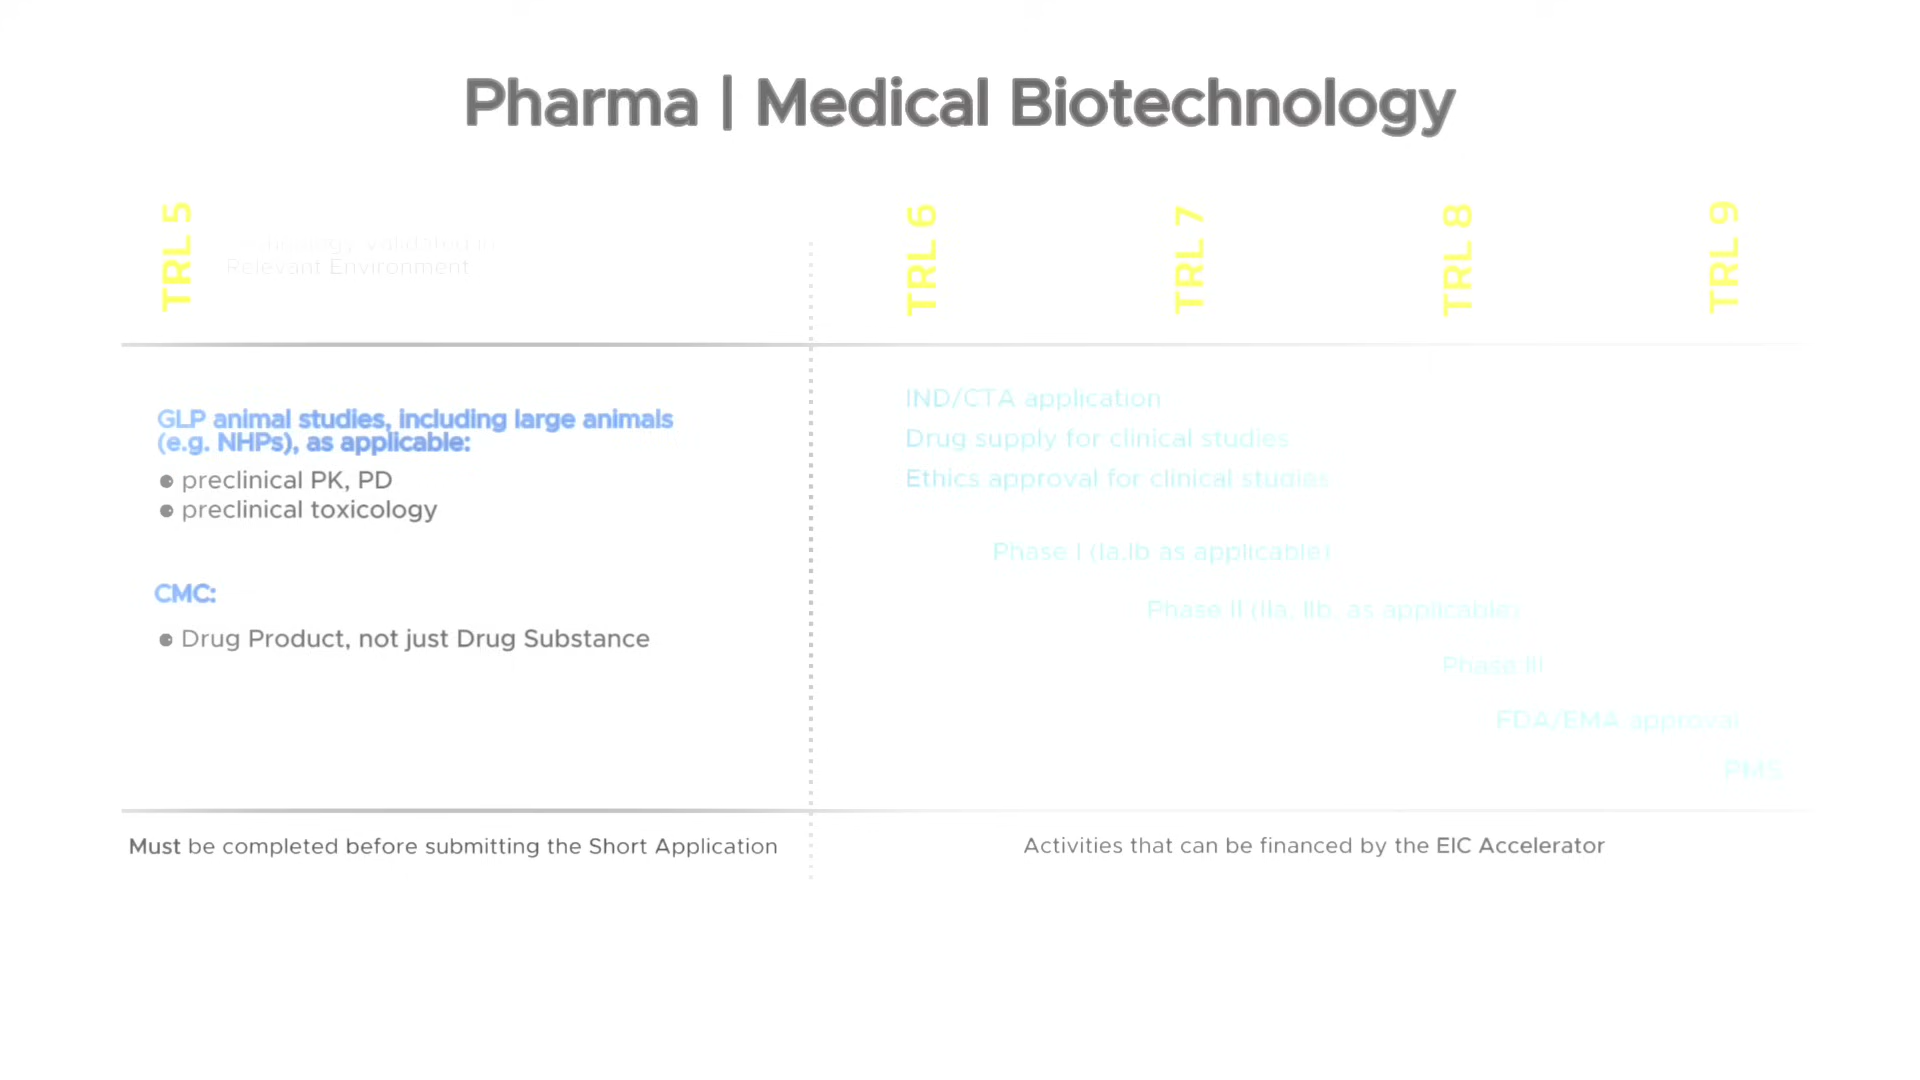 Pharma | Medical Biotechnology
TRL 5
validated in
Relevant Environment
TRL 6
TRL 7
TRL 8
TRL 9
GLP animal studies, including large animals
(e.g. NHPs), as applicable:
● preclinical PK, PD
● preclinical toxicology
CMC:
● Drug Product, not just Drug Substance
IND/CTA application
Drug supply for clinical studies
Ethics approval for clinical studies
Phase I (Ia,Ib as applicable)
Phase II (IIa, IIb, as applicable)
Phase III
FDA/EMA approval
PMS
Must be completed before submitting the Short Application
Activities that can be financed by the EIC Accelerator